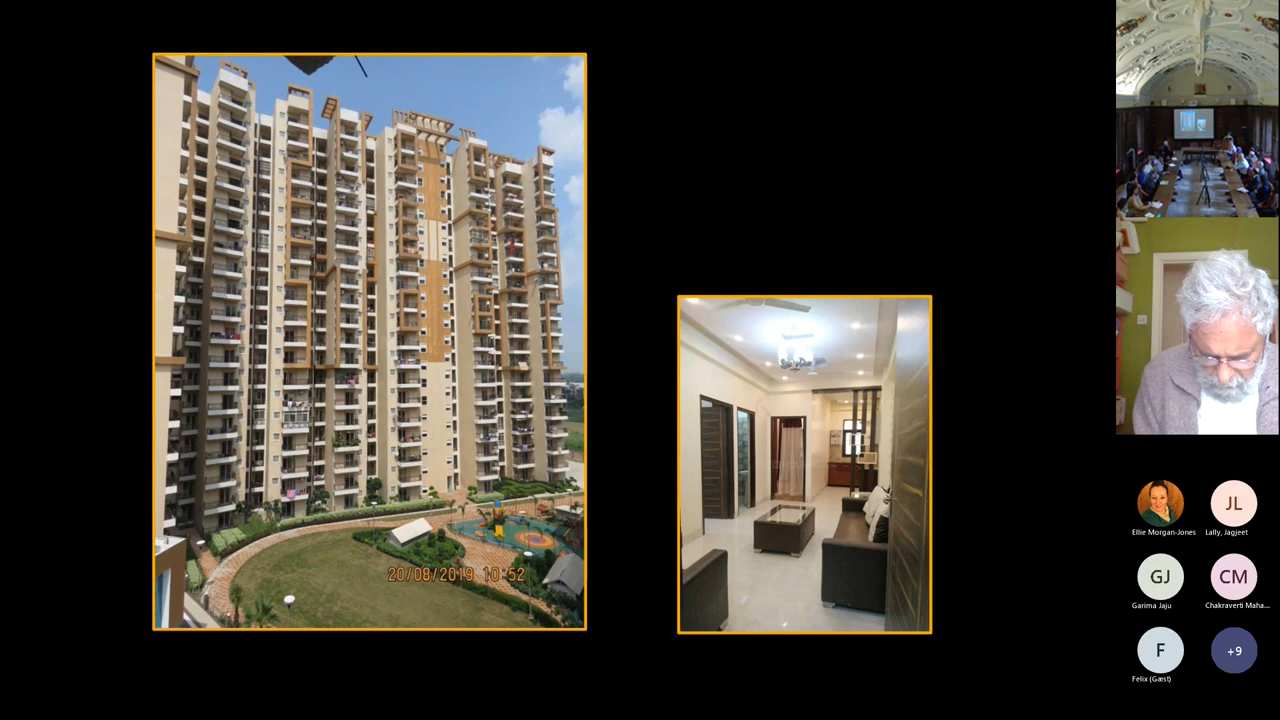 20/08/2019 10:52
Ellie Morgan-Jones
JL
Lally, Jagjeet
GJ
Garima Jaju
CM
Chakraverti Maha...
F
Felix (Gæst)
+9